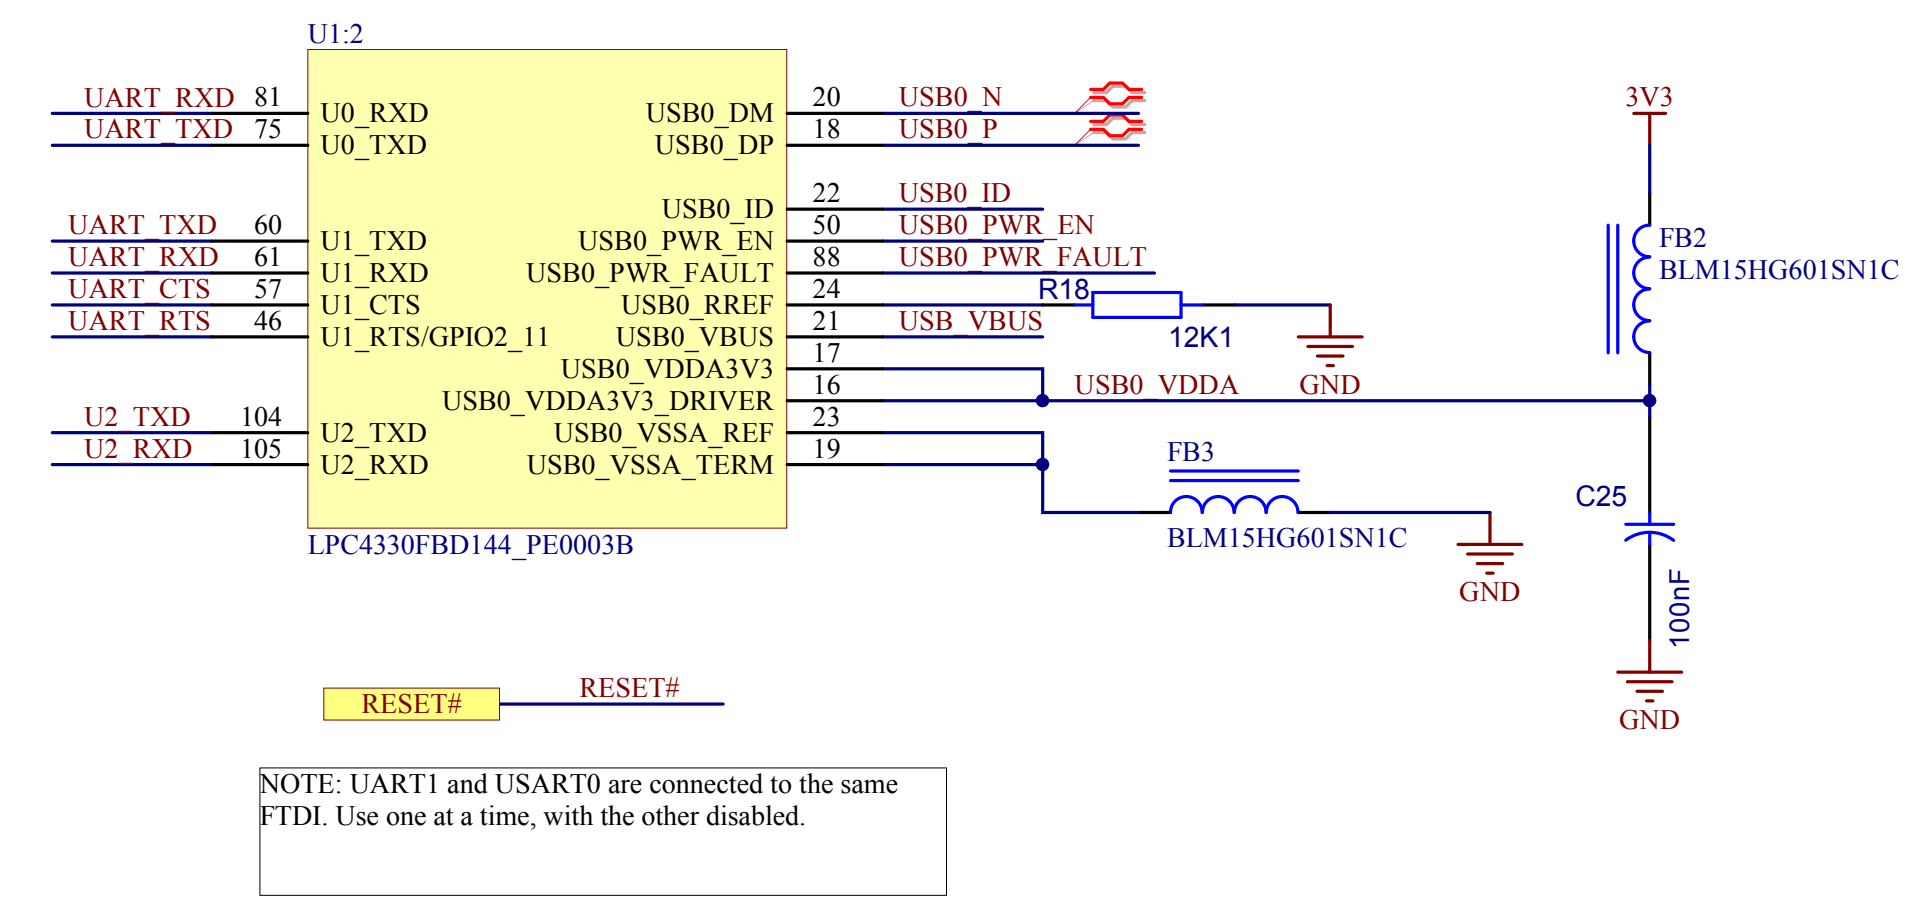 U1:2
UART_RXD 81 U0_RXD USB0_DM 20 USB0_N
UART_TXD 75 U0_TXD USB0_DP 18 USB0_P
3V3
USB0_ID 22 USB0_ID
UART_TXD 60 U1_TXD USB0_PWR_EN 50 USB0_PWR_EN
UART_RXD 61 U1_RXD USB0_PWR_FAULT 88 USB0_PWR_FAULT
FB2
BLM15HG601SN1C
UART_CTS 57 U1_CTS USB0_RREF 24 R18
12K1
UART_RTS 46 U1_RTS/GPIO2_11 USB0_VBUS 21 USB_VBUS
USB0_VDDA3V3 17
GND
USB0_VDDA3V3_DRIVER 16 USB0_VDDA
U2_TXD 104 U2_TXD USB0_VSSA_REF 23
U2_RXD 105 U2_RXD USB0_VSSA_TERM 19
FB3
BLM15HG601SN1C
GND
C25
100nF
GND
LPC4330FBD144_PE0003B
RESET# RESET#
NOTE: UART1 and USART0 are connected to the same
FTDI. Use one at a time, with the other disabled.